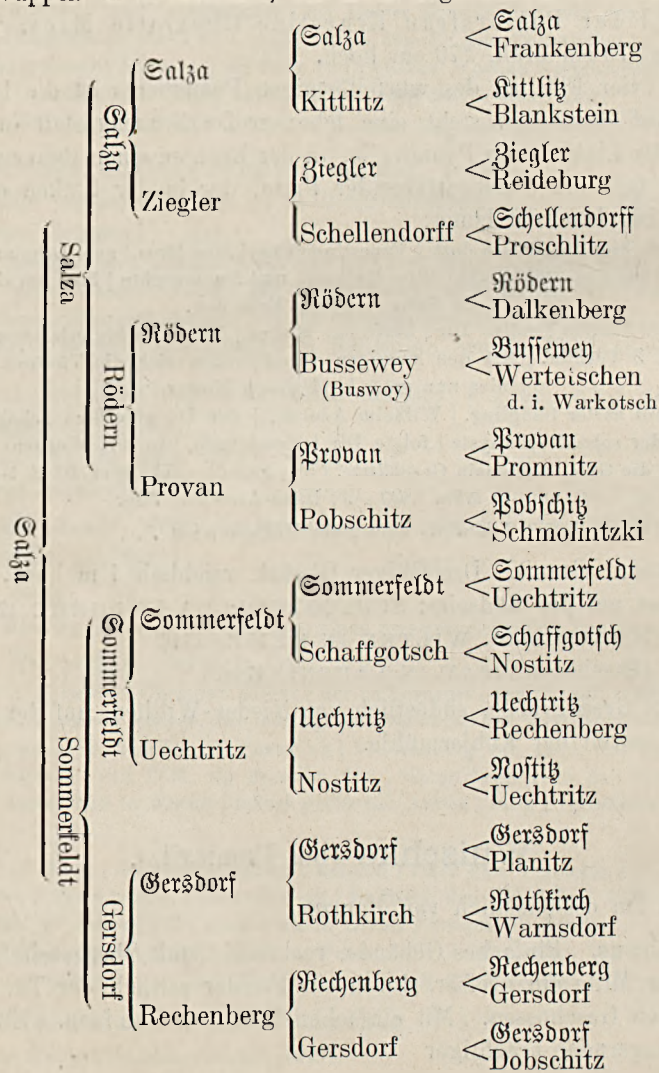 Salza
Salza
Sommerfeldt
Salza
Rödern
Sommerfeldt
Gersdorf
Salza
Ziegler
Rödern
Provan
Sommerfeldt
Uechtritz
Gersdorf
Rechenberg
Salza
Kittlitz
Ziegler
Schellendorff
Rödern
Bussewey
(Buswoy)
Provan
Pobschitz
Sommerfeldt
Schaffgotsch
Uechtritz
Nostitz
Gersdorf
Rothkirch
Rechenberg
Gersdorf
Salza
Frankenberg
Kittlitz
Blankstein
Ziegler
Reideburg
Schellendorff
Proschlitz
Rödern
Dalkenberg
Bussewey
Werteischen
d. i. Warkotsch
Provan
Promnitz
Pobschitz
Schmolintzki
Sommerfeldt
Uechtritz
Schaffgotsch
Nostitz
Uechtritz
Rechenberg
Nostitz
Uechtritz
Gersdorf
Planitz
Rothkirch
Warnsdorf
Rechenberg
Gersdorf
Gersdorf
Dobschitz